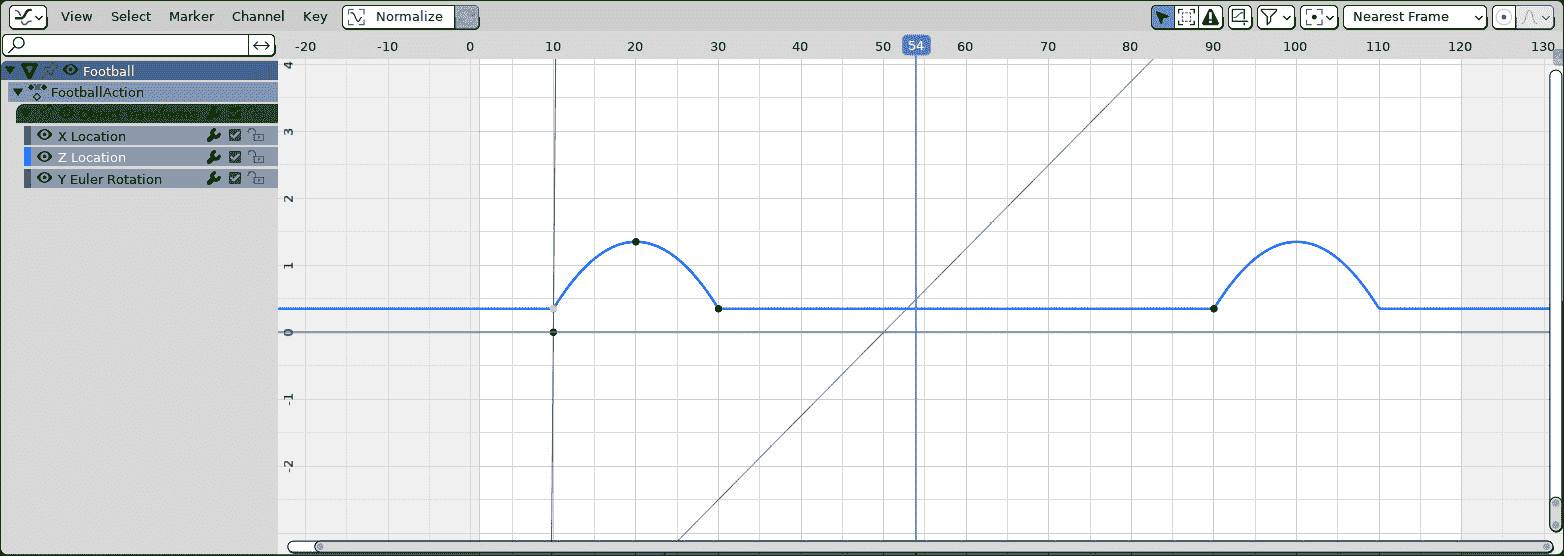 View Select Marker Channel Key Normalize Nearest Frame
-20 -10 0 10 20 30 40 50 54 60 70 80 90 100 110 120 130
Football
FootballAction
X Location
Z Location
Y Euler Rotation
4
3
2
1
0
-1
-2